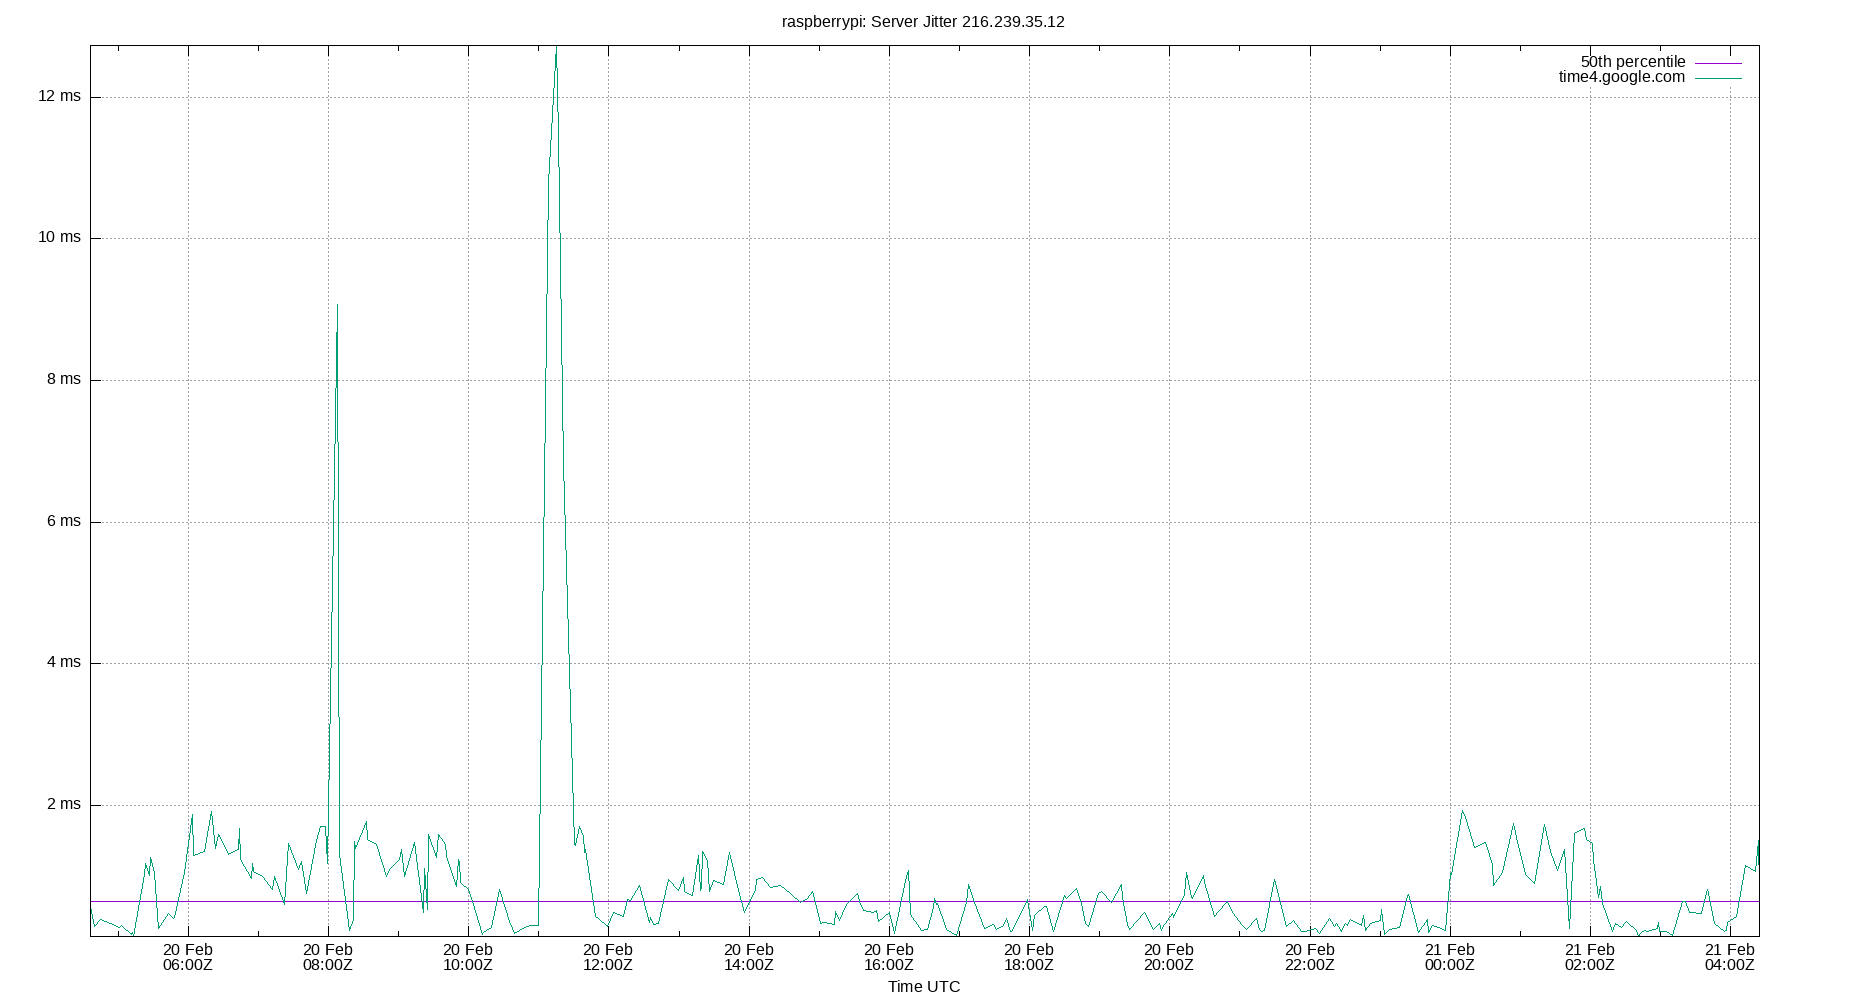 raspberrypi: Server Jitter 216.239.35.12
50th percentile
time4.google.com
12 ms
10 ms
8 ms
6 ms
4 ms
2 ms
20 Feb 20 Feb 20 Feb 20 Feb 20 Feb 20 Feb 20 Feb 20 Feb 20 Feb 21 Feb 21 Feb 21 Feb
06:00Z 08:00Z 10:00Z 12:00Z 14:00Z 16:00Z 18:00Z 20:00Z 22:00Z 00:00Z 02:00Z 04:00Z
Time UTC